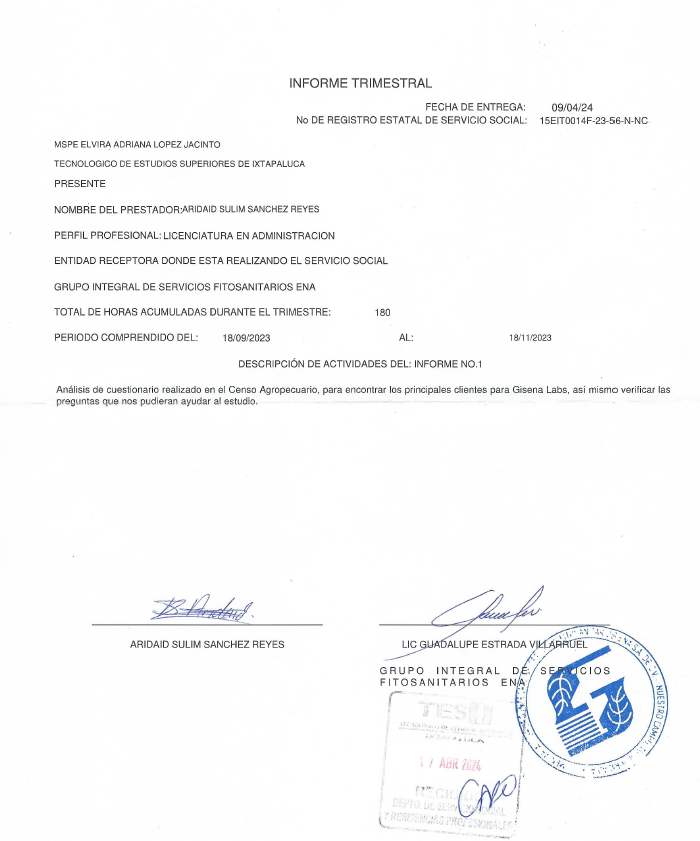 INFORME TRIMESTRAL
FECHA DE ENTREGA: 09/04/24
No DE REGISTRO ESTATAL DE SERVICIO SOCIAL: 15EIT0014F-23-56-N-NC
MSPE ELVIRA ADRIANA LOPEZ JACINTO
TECNOLOGICO DE ESTUDIOS SUPERIORES DE IXTAPALUCA
PRESENTE
NOMBRE DEL PRESTADOR:ARIDAID SULIM SANCHEZ REYES
PERFIL PROFESIONAL: LICENCIATURA EN ADMINISTRACION
ENTIDAD RECEPTORA DONDE ESTA REALIZANDO EL SERVICIO SOCIAL
GRUPO INTEGRAL DE SERVICIOS FITOSANITARIOS ENA
TOTAL DE HORAS ACUMULADAS DURANTE EL TRIMESTRE: 180
PERIODO COMPRENDIDO DEL: 18/09/2023 AL: 18/11/2023
DESCRIPCIÓN DE ACTIVIDADES DEL: INFORME NO.1
Análisis de cuestionario realizado en el Censo Agropecuario, para encontrar los principales clientes para Gisena Labs, así mismo verificar las
preguntas que nos pudieran ayudar al estudio.
ARIDAID SULIM SANCHEZ REYES
LIC GUADALUPE ESTRADA VILLARRUEL
GRUPO INTEGRAL DE SERVICIOS
FITOSANITARIOS ENA
TESI
17 ABR 2024
DEPTO. DE SERVICIO SOCIAL
Y RESIDENCIAS PROFESIONALES
NUESTRO